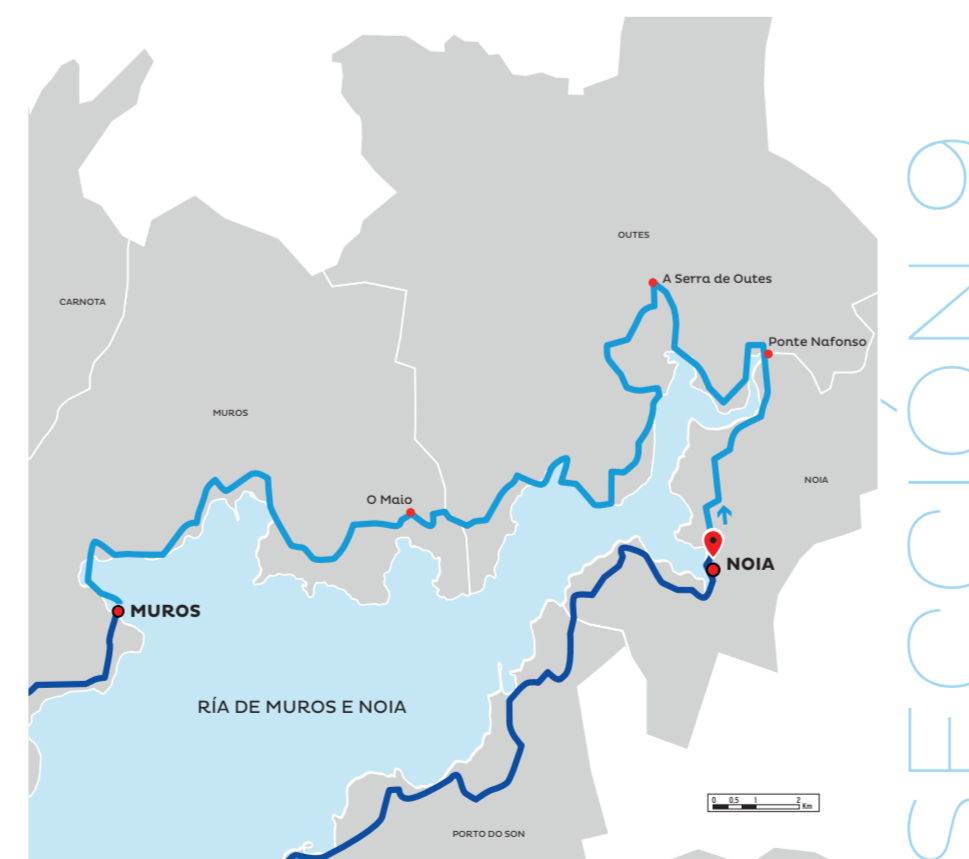 OUTES
A Serra de Outes
CARNOTA
Ponte Nafonso
MUROS
NOIA
O Maio
NOIA
MUROS
RÍA DE MUROS E NOIA
0 0.5 1 2 Km
PORTO DO SON
SECCIÓN 9